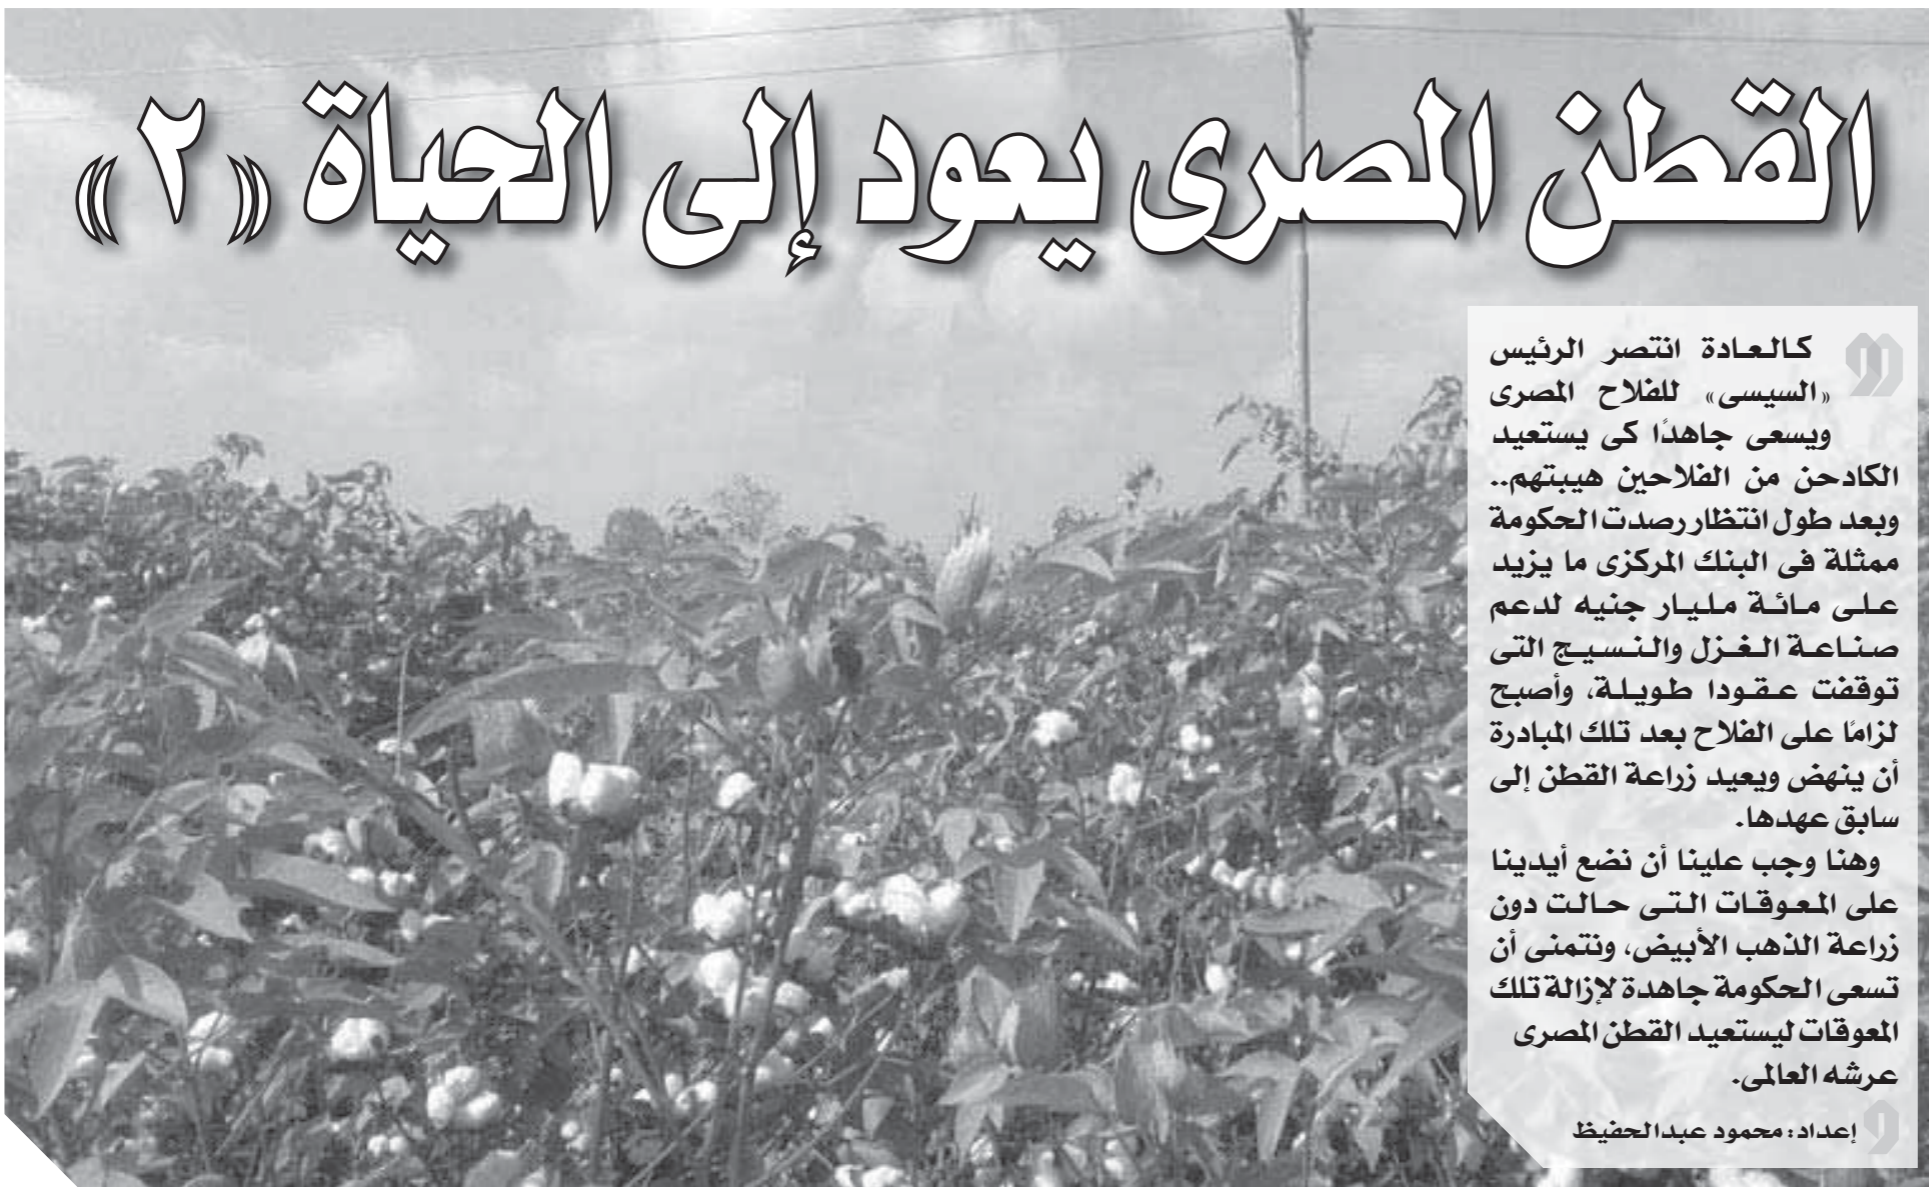 القطن المصرى يعود إلى الحياة «٢»
كالعادة انتصر الرئيس
«السيسى» للفلاح المصرى
ويسعى جاهدًا كى يستعيد
الكادحن من الفلاحين هيبتهم..
وبعد طول انتظار رصدت الحكومة
ممثلة فى البنك المركزى ما يزيد
على مائة مليار جنيه لدعم
صناعة الغزل والنسيج التى
توقفت عقودا طويلة، وأصبح
لزامًا على الفلاح بعد تلك المبادرة
أن ينهض ويعيد زراعة القطن إلى
سابق عهدها.
وهنا وجب علينا أن نضع أيدينا
على المعوقات التى حالت دون
زراعة الذهب الأبيض، ونتمنى أن
تسعى الحكومة جاهدة لإزالة تلك
المعوقات ليستعيد القطن المصرى
عرشه العالمى.
إعداد: محمود عبدالحفيظ